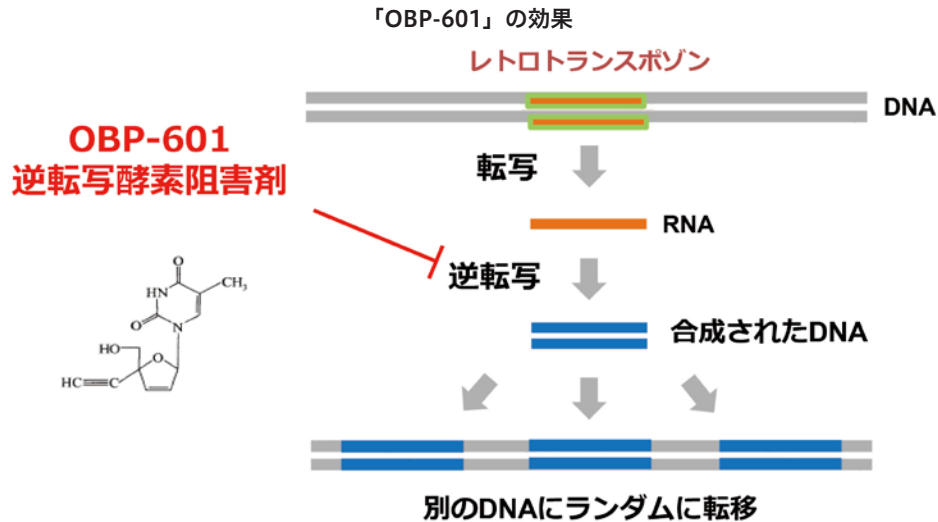 「OBP-601」の効果
レトロトランスポゾン
DNA
OBP-601
逆転写酵素阻害剤
転写
RNA
逆転写
合成されたDNA
O
HN
CH₃
O
N
HO
O
HC≡C
別のDNAにランダムに転移